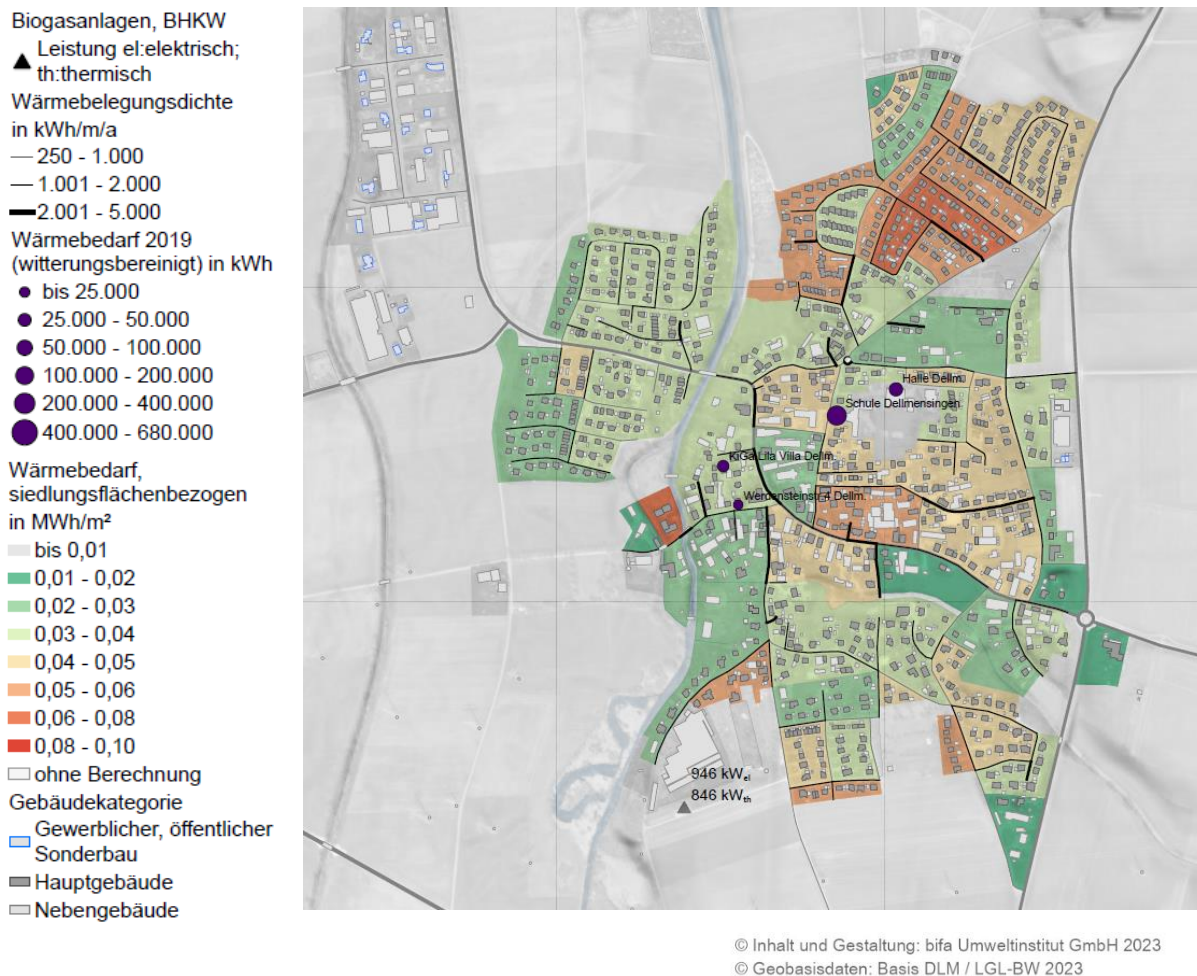 Biogasanlagen, BHKW
Leistung el:elektrisch;
th:thermisch
Wärmebelegungsdichte
in kWh/m/a
250 - 1.000
1.001 - 2.000
2.001 - 5.000
Wärmebedarf 2019
(witterungsbereinigt) in kWh
bis 25.000
25.000 - 50.000
50.000 - 100.000
100.000 - 200.000
200.000 - 400.000
400.000 - 680.000
Wärmebedarf,
siedlungsflächenbezogen
in MWh/m²
bis 0,01
0,01 - 0,02
0,02 - 0,03
0,03 - 0,04
0,04 - 0,05
0,05 - 0,06
0,06 - 0,08
0,08 - 0,10
ohne Berechnung
Gebäudekategorie
Gewerblicher, öffentlicher
Sonderbau
Hauptgebäude
Nebengebäude
Halle Dellm.
Schule Dellmensingen
KiGa Lila Villa Dellm.
Werdensteinstr.4 Dellm.
946 kWel
846 kWth
© Inhalt und Gestaltung: bifa Umweltinstitut GmbH 2023
© Geobasisdaten: Basis DLM / LGL-BW 2023